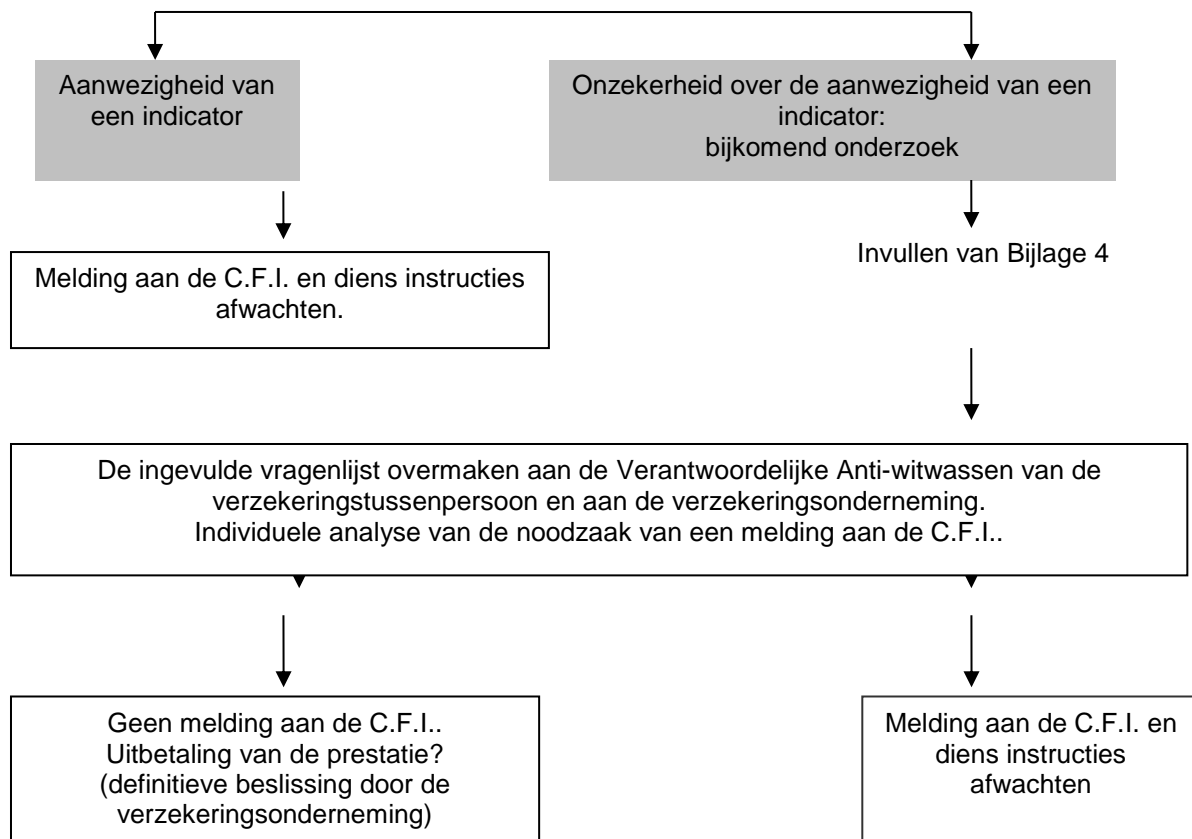 Aanwezigheid van
een indicator
Onzekerheid over de aanwezigheid van een
indicator:
bijkomend onderzoek
Melding aan de C.F.I. en diens instructies
afwachten.
Invullen van Bijlage 4
De ingevulde vragenlijst overmaken aan de Verantwoordelijke Anti-witwassen van de
verzekeringstussenpersoon en aan de verzekeringsonderneming.
Individuele analyse van de noodzaak van een melding aan de C.F.I..
Geen melding aan de C.F.I..
Uitbetaling van de prestatie?
(definitieve beslissing door de
verzekeringsonderneming)
Melding aan de C.F.I. en
diens instructies
afwachten